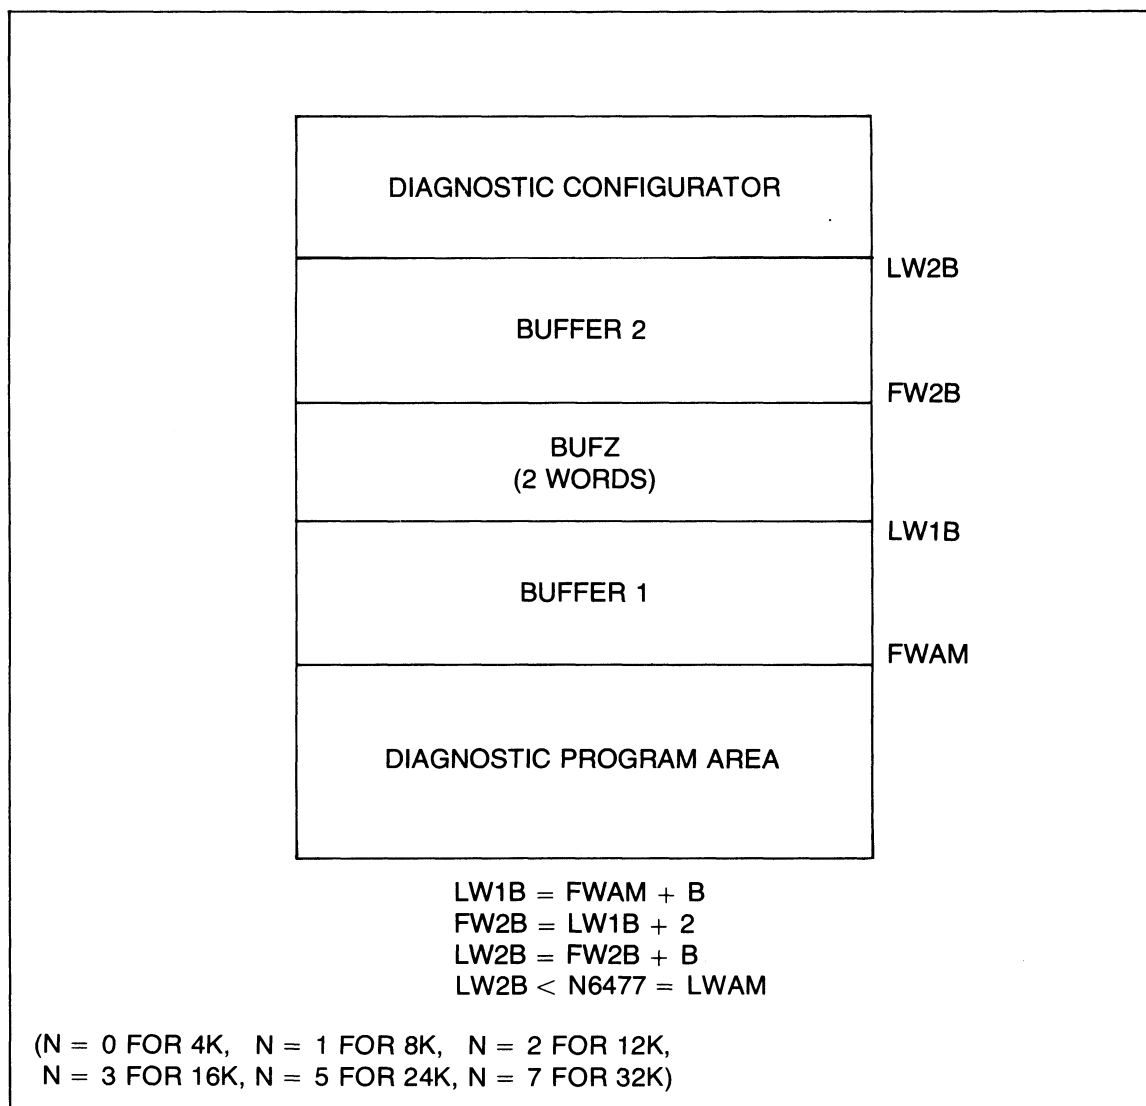 DIAGNOSTIC CONFIGURATOR
LW2B
BUFFER 2
FW2B
BUFZ
(2 WORDS)
LW1B
BUFFER 1
FWAM
DIAGNOSTIC PROGRAM AREA
LW1B = FWAM + B
FW2B = LW1B + 2
LW2B = FW2B + B
LW2B < N6477 = LWAM
(N = 0 FOR 4K, N = 1 FOR 8K, N = 2 FOR 12K,
N = 3 FOR 16K, N = 5 FOR 24K, N = 7 FOR 32K)